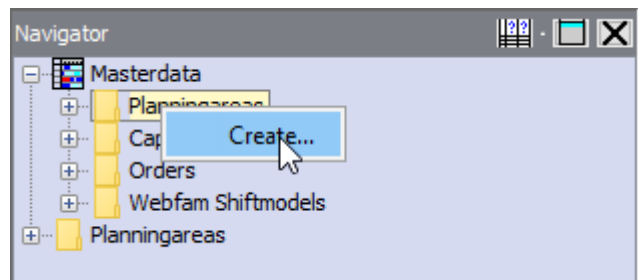 Navigator
Masterdata
Planningareas
Cap
Create...
Orders
Webfam Shiftmodels
Planningareas